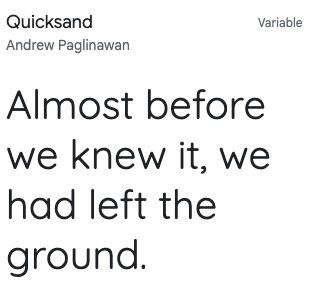 Quicksand
Variable
Andrew Paglinawan
Almost before
we knew it, we
had left the
ground.